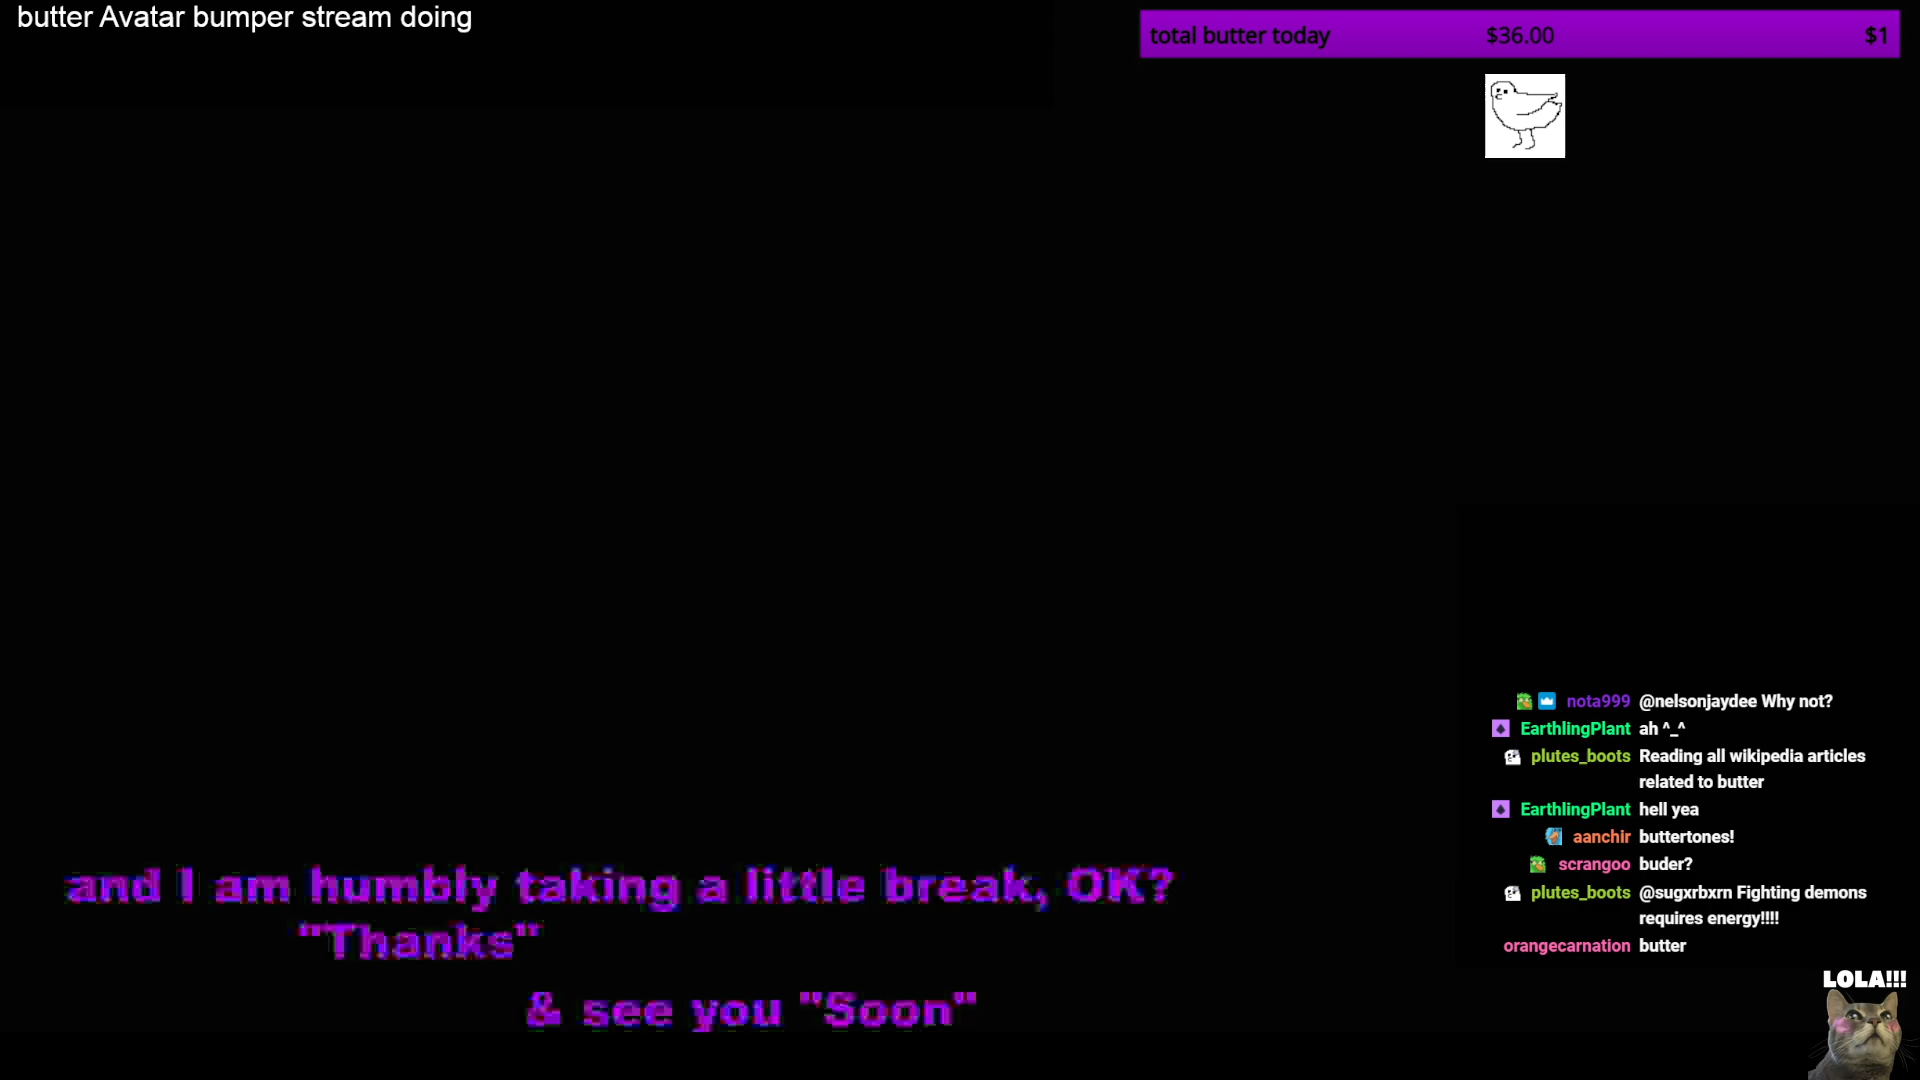 butter Avatar bumper stream doing
total butter today $36.00 $1
nota999 @nelsonjaydee Why not?
EarthlingPlant ah ^_^
plutes_boots Reading all wikipedia articles
related to butter
EarthlingPlant hell yea
aanchir buttertones!
scrangoo buder?
plutes_boots @sugxrbxrn Fighting demons
requires energy!!!!
orangecarnation butter
and I am humbly taking a little break, OK?
"Thanks"
& see you "Soon"
LOLA!!!